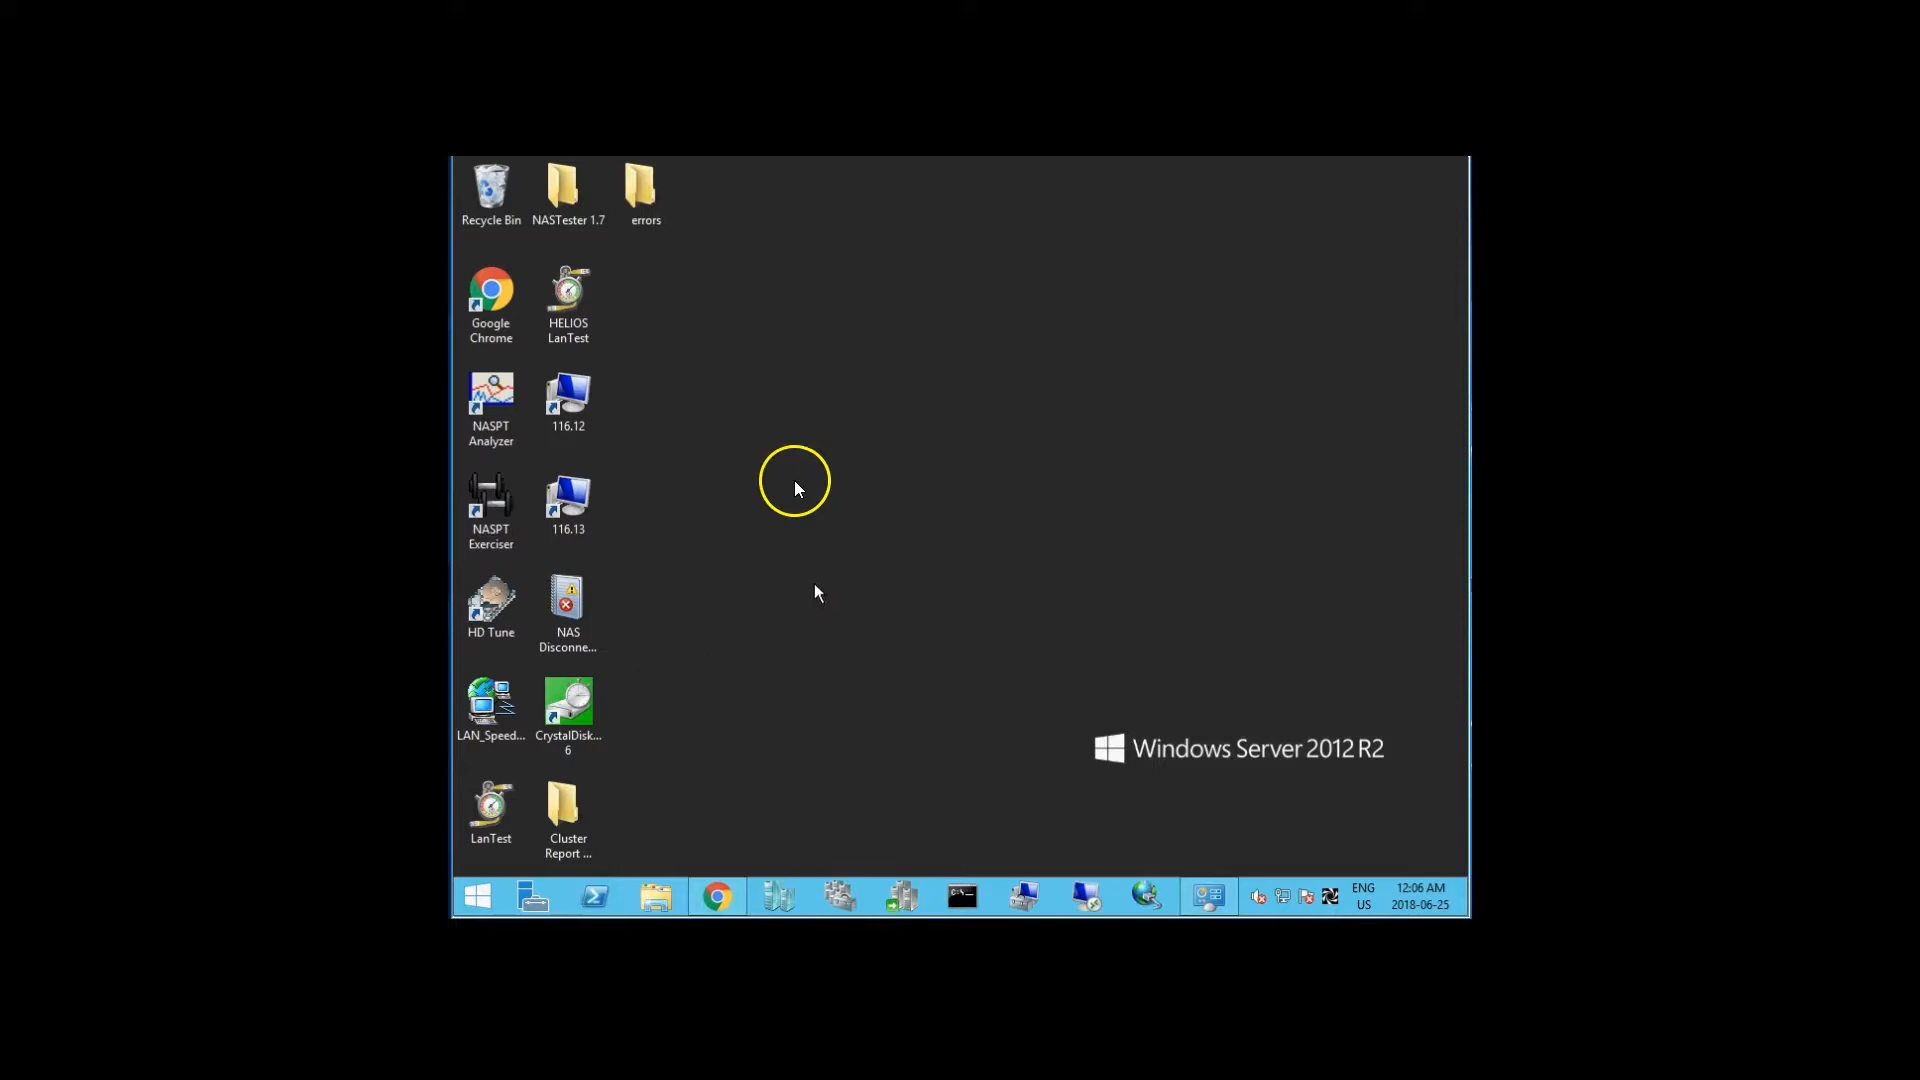 Recycle Bin
NASTester 1.7
errors
Google
Chrome
HELIOS
LanTest
NASPT
Analyzer
116.12
NASPT
Exerciser
116.13
HD Tune
NAS
Disconne...
LAN_Speed...
CrystalDisk...
6
LanTest
Cluster
Report ...
Windows Server 2012 R2
ENG
US
12:06 AM
2018-06-25